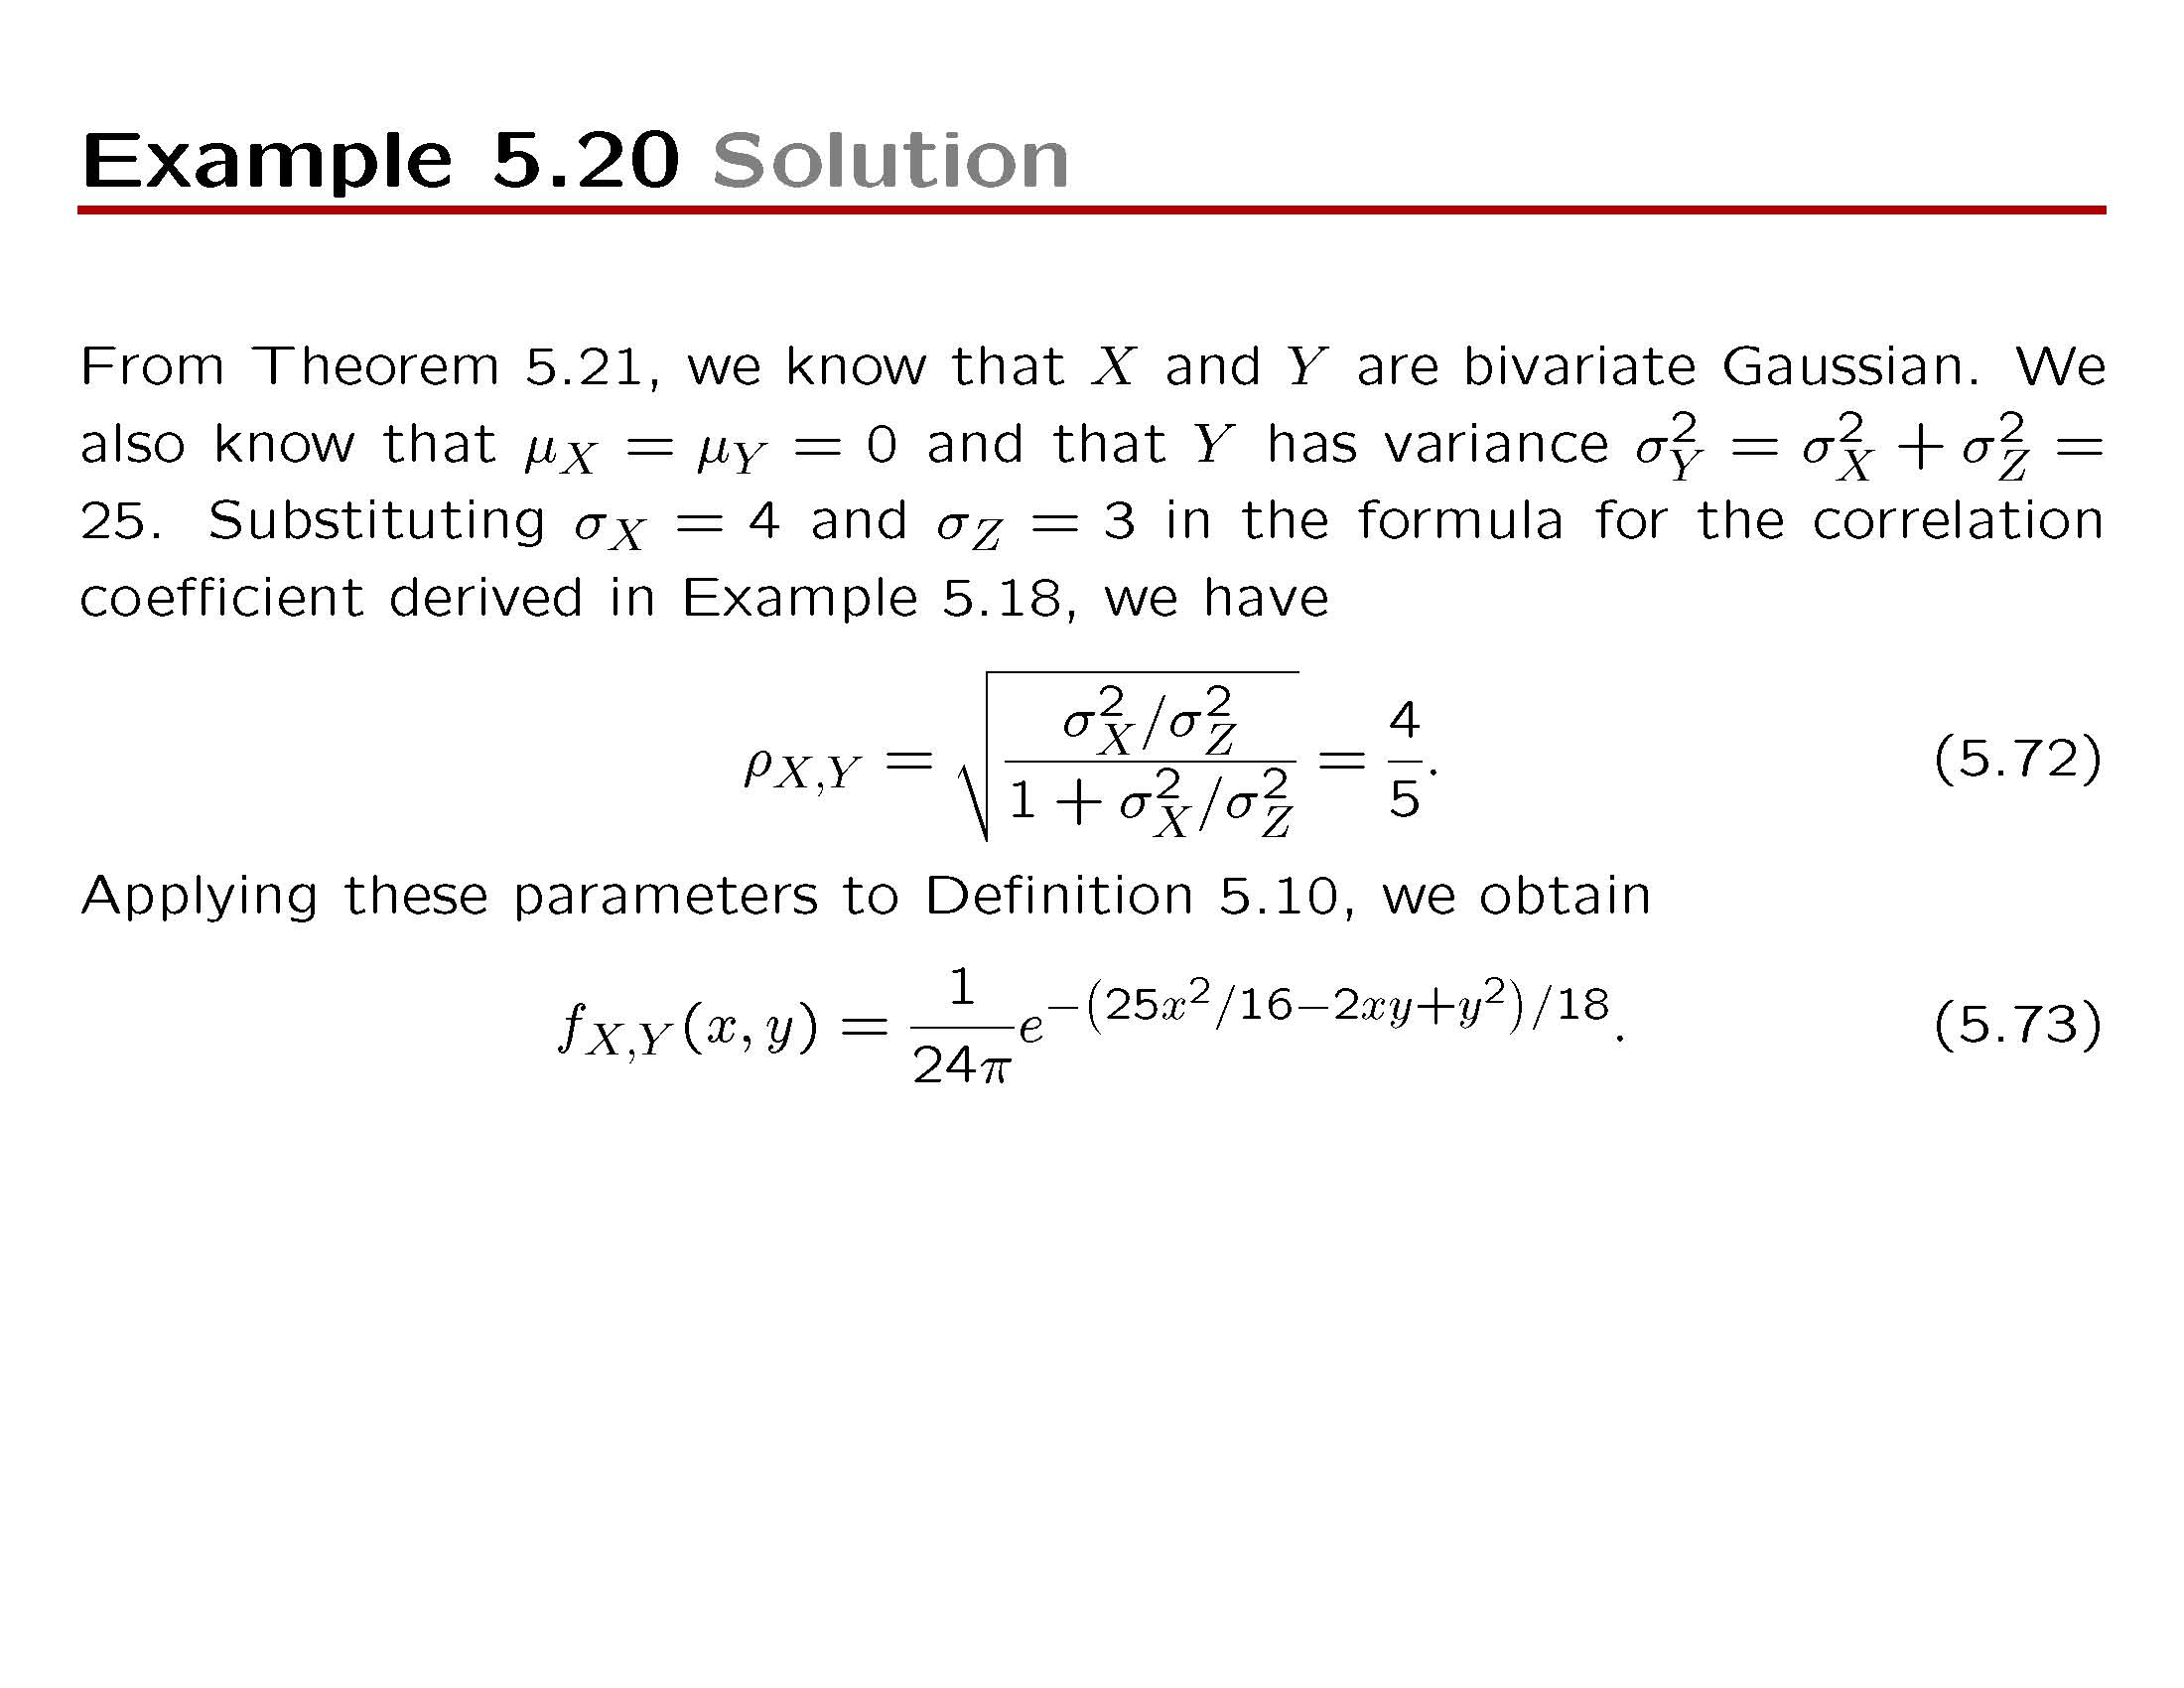 Example 5.20 Solution
From Theorem 5.21, we know that X and Y are bivariate Gaussian. We
also know that μ_X = μ_Y = 0 and that Y has variance σ_Y^2 = σ_X^2 + σ_Z^2 =
25. Substituting σ_X = 4 and σ_Z = 3 in the formula for the correlation
coefficient derived in Example 5.18, we have
ρ_{X,Y} = √((σ_X^2/σ_Z^2)/(1 + σ_X^2/σ_Z^2)) = 4/5. (5.72)
Applying these parameters to Definition 5.10, we obtain
f_{X,Y}(x, y) = 1/(24π) e^{−(25x^2/16−2xy+y^2)/18}. (5.73)